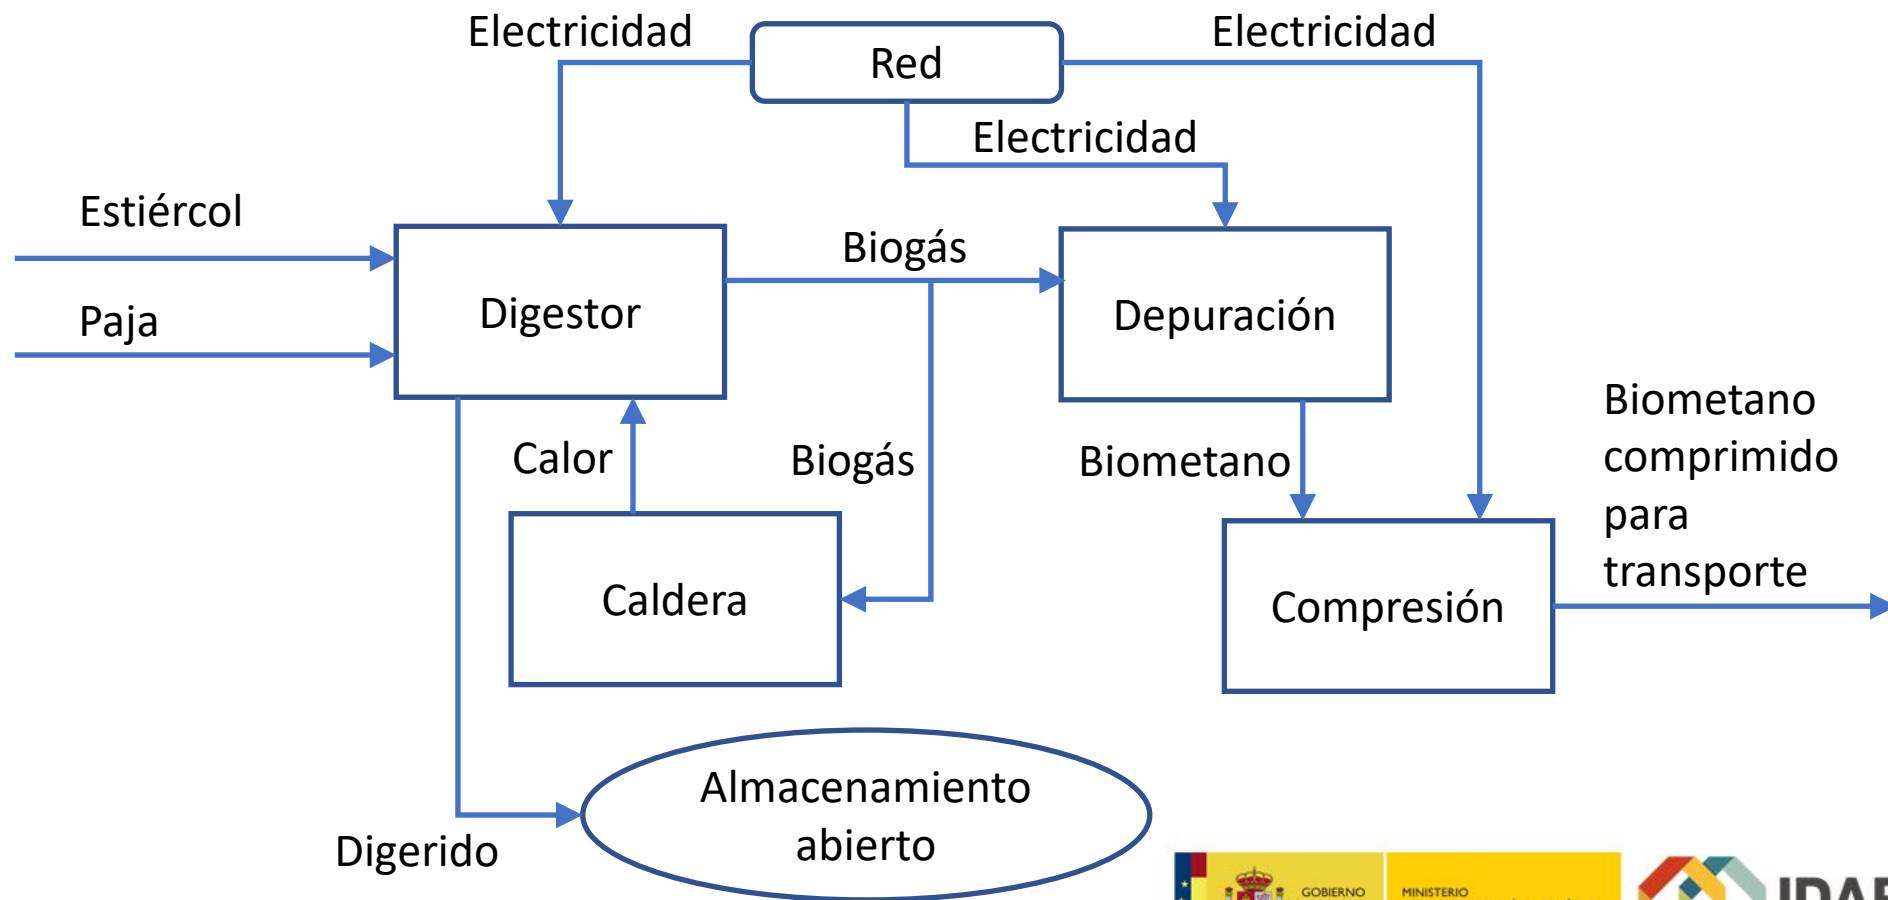 Electricidad
Red
Electricidad
Electricidad
Estiércol
Biogás
Paja
Digestor
Depuración
Calor
Biogás
Biometano
Biometano
comprimido
para
transporte
Caldera
Compresión
Almacenamiento
abierto
Digerido
GOBIERNO
MINISTERIO